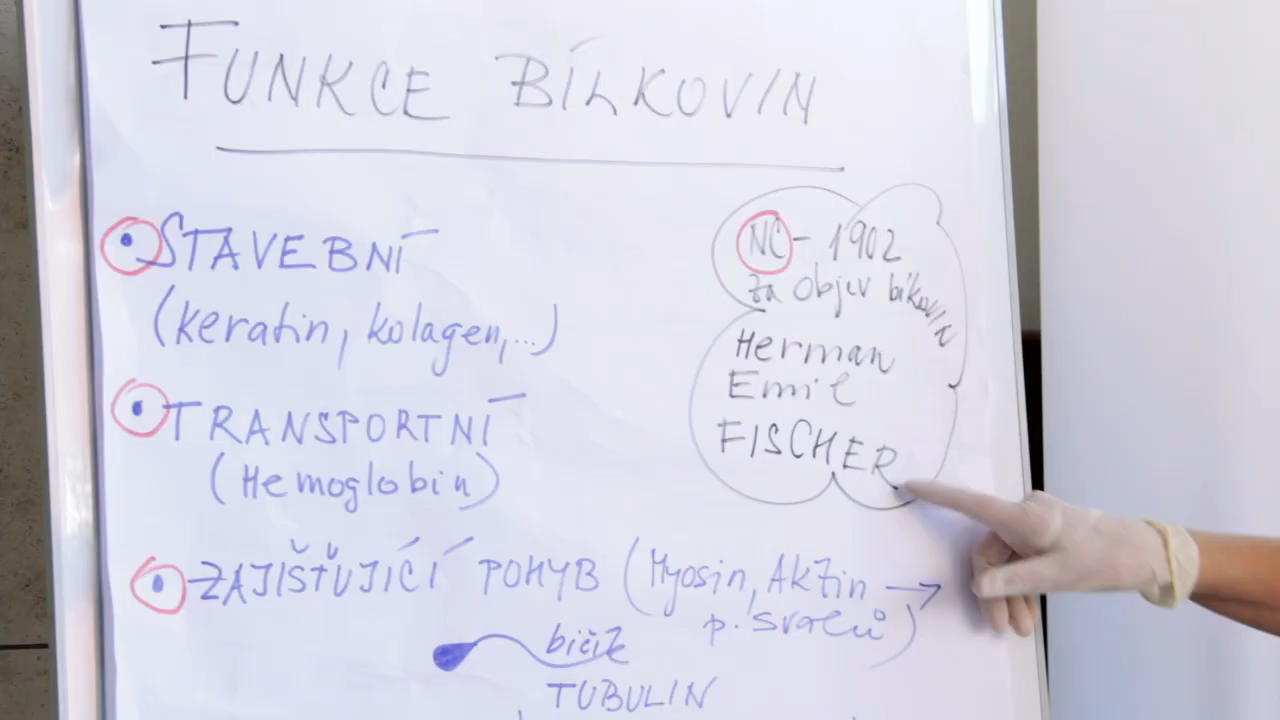 FUNKCE BÍLKOVIN
STAVEBNÍ
(keratin, kolagen,...)
TRANSPORTNÍ
(Hemoglobin)
ZAJIŠŤUJÍCÍ POHYB (Myosin, Aktin →
p. svalů)
bičík
TUBULIN
NC - 1902
za objev bíkovin
Herman
Emil
FISCHER